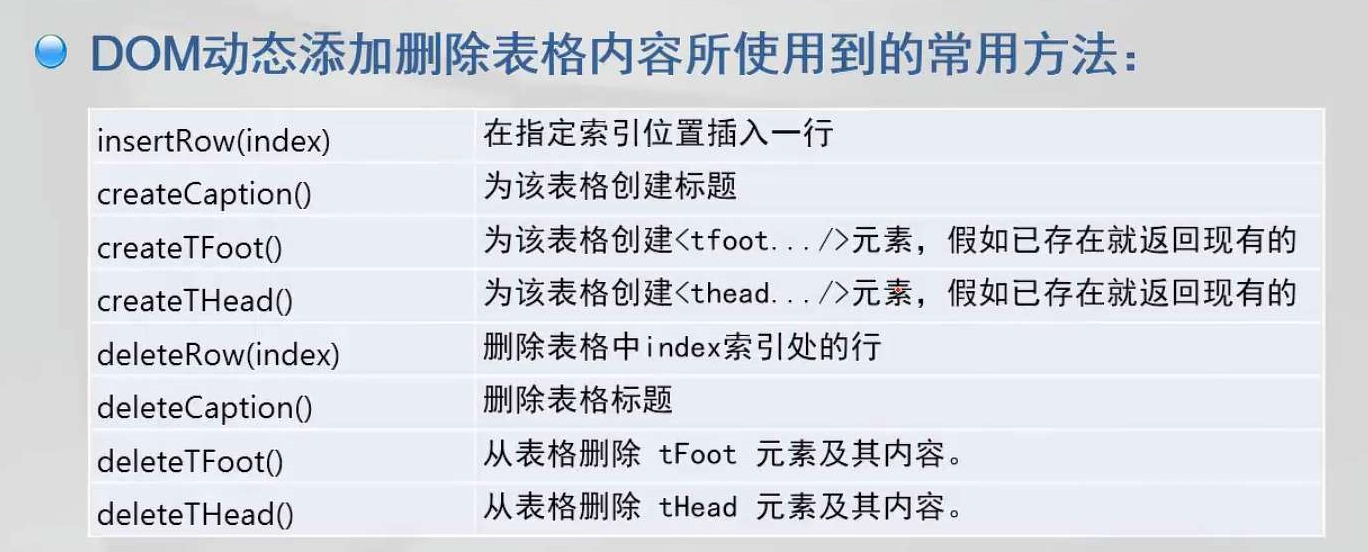 DOM动态添加删除表格内容所使用到的常用方法：
insertRow(index) 在指定索引位置插入一行
createCaption() 为该表格创建标题
createTFoot() 为该表格创建<tfoot.../>元素，假如已存在就返回现有的
createTHead() 为该表格创建<thead.../>元素，假如已存在就返回现有的
deleteRow(index) 删除表格中index索引处的行
deleteCaption() 删除表格标题
deleteTFoot() 从表格删除 tFoot 元素及其内容。
deleteTHead() 从表格删除 tHead 元素及其内容。